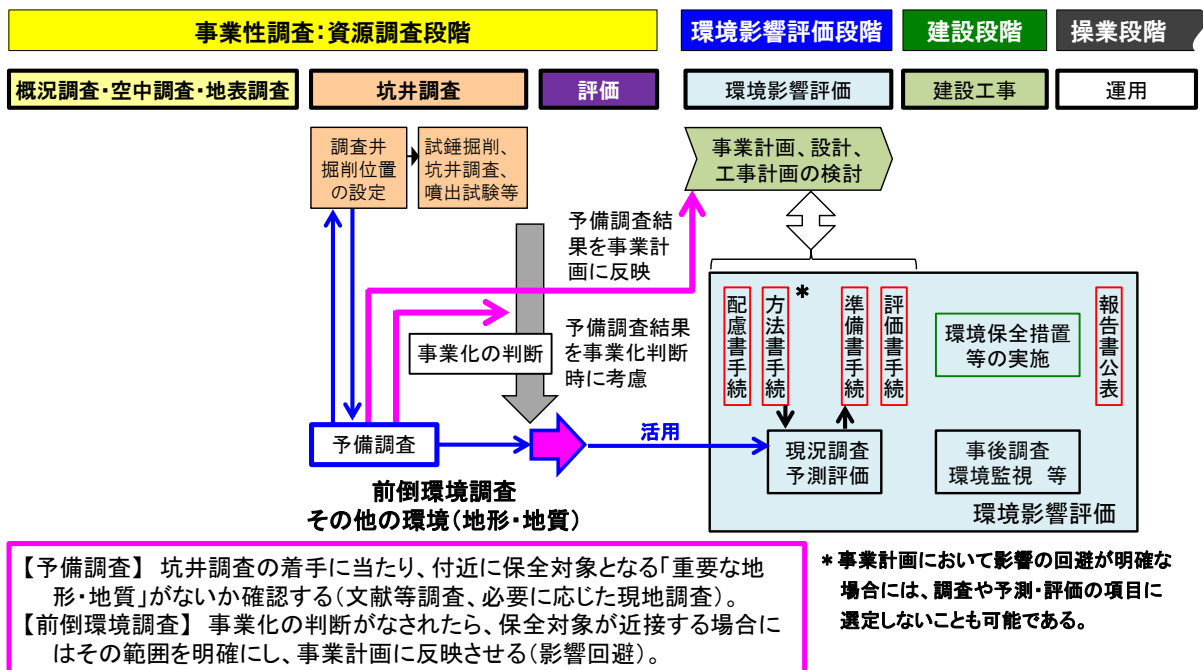 事業性調査：資源調査段階
環境影響評価段階
建設段階
操業段階
概況調査・空中調査・地表調査
坑井調査
評価
環境影響評価
建設工事
運用
調査井
掘削位置
の設定
試錐掘削、
坑井調査、
噴出試験等
事業計画、設計、
工事計画の検討
予備調査結
果を事業計
画に反映
予備調査結果
を事業化判断
時に考慮
事業化の判断
配慮書手続
方法書手続
*
準備書手続
評価書手続
環境保全措置
等の実施
報告書公表
予備調査
活用
現況調査
予測評価
事後調査
環境監視 等
環境影響評価
前倒環境調査
その他の環境（地形・地質）
【予備調査】 坑井調査の着手に当たり、付近に保全対象となる「重要な地
形・地質」がないか確認する（文献等調査、必要に応じた現地調査）。
【前倒環境調査】 事業化の判断がなされたら、保全対象が近接する場合に
はその範囲を明確にし、事業計画に反映させる（影響回避）。
* 事業計画において影響の回避が明確な
場合には、調査や予測・評価の項目に
選定しないことも可能である。